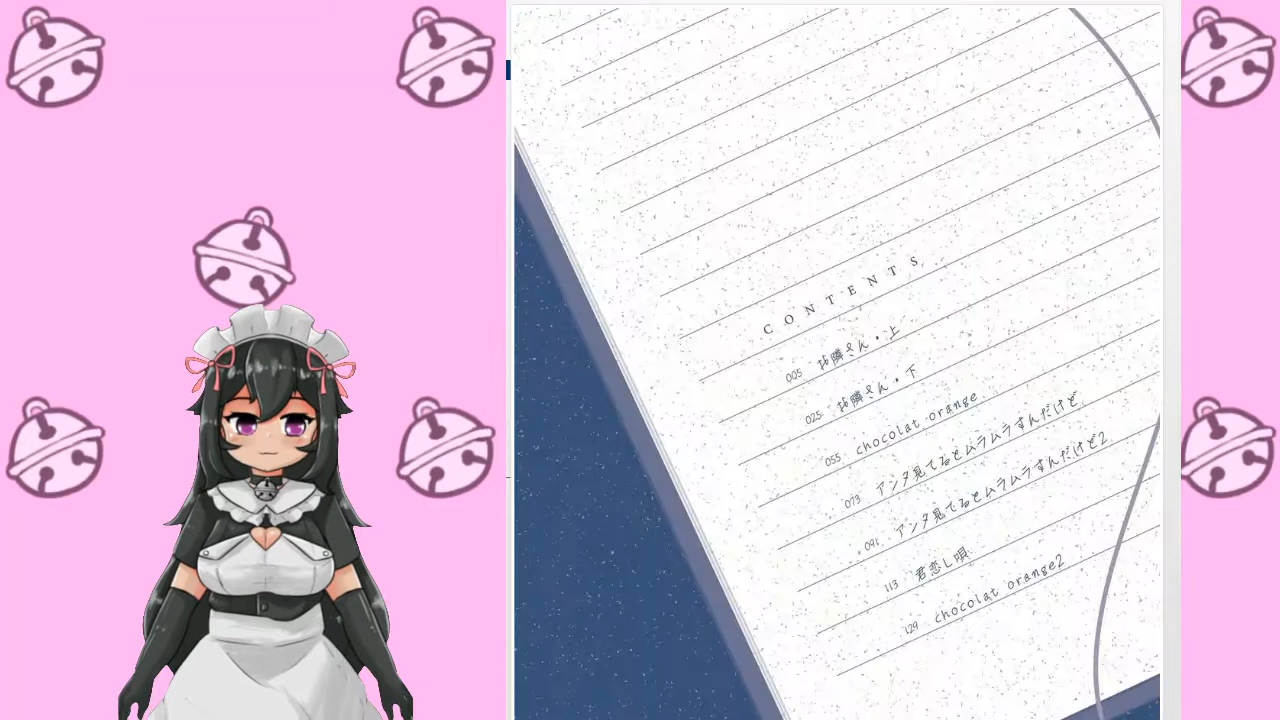 CONTENTS
005 お隣さん・上
025 お隣さん・下
055 chocolat orange
073 アンタ見てるとムラムラすんだけど
091 アンタ見てるとムラムラすんだけど2
113 君恋し唄
129 chocolat orange2